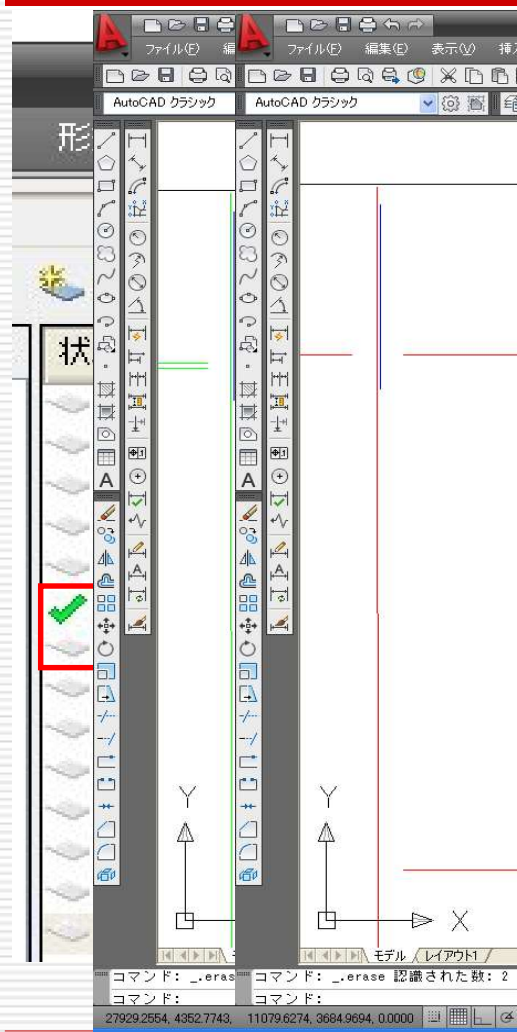 ファイル(F) 編
ファイル(F) 編集(E) 表示(V) 挿入
AutoCAD クラシック
AutoCAD クラシック
形
状
A
A
A
A
Y
Y
X
モデル レイアウト1
コマンド: _.eras
コマンド: _.erase 認識された数: 2
コマンド:
コマンド:
27929.2554, 4352.7743,
11079.6274, 3684.9694, 0.0000